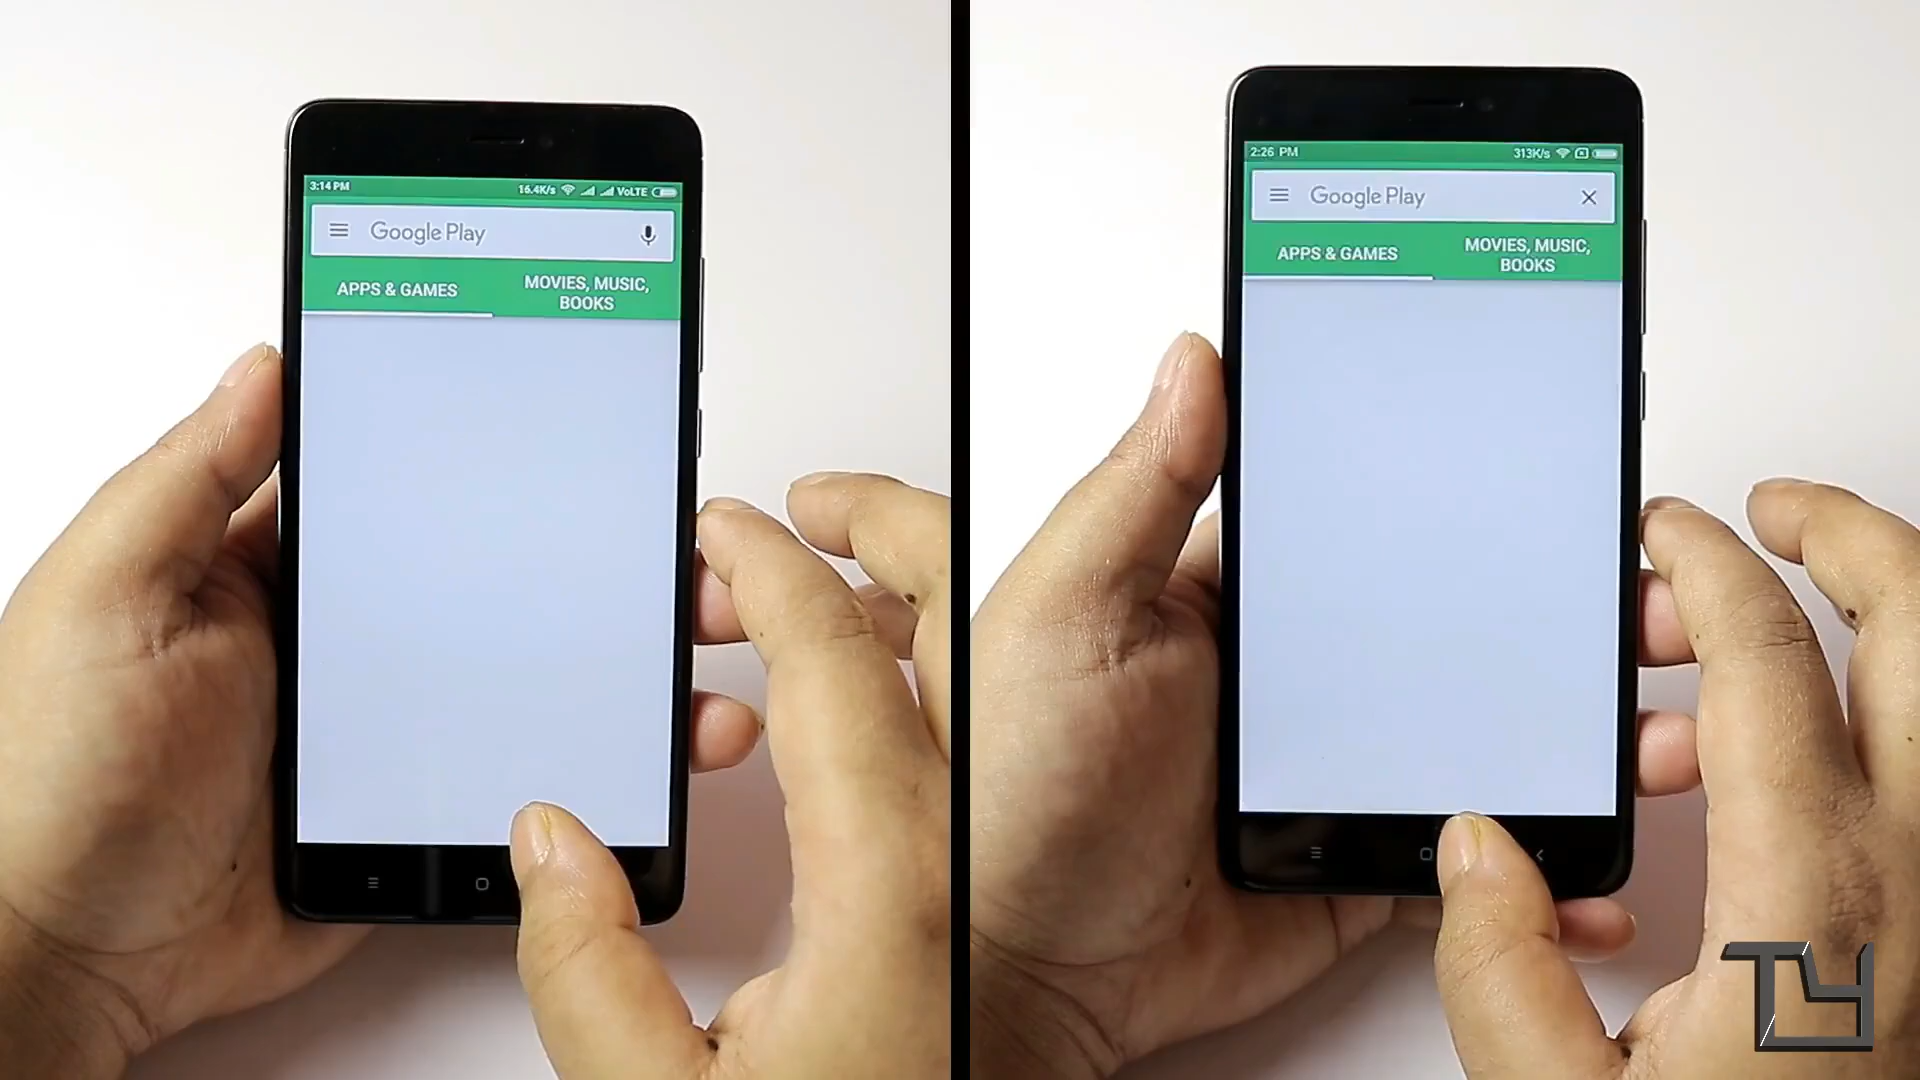 3:14 PM
16.4K/s VoLTE
Google Play
APPS & GAMES
MOVIES, MUSIC,
BOOKS
2:26 PM
313K/s
Google Play
APPS & GAMES
MOVIES, MUSIC,
BOOKS
TY